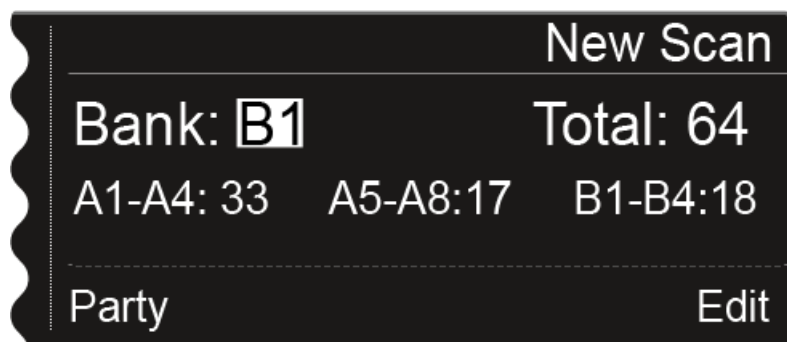 New Scan
Bank: B1 Total: 64
A1-A4: 33 A5-A8:17 B1-B4:18
Party Edit